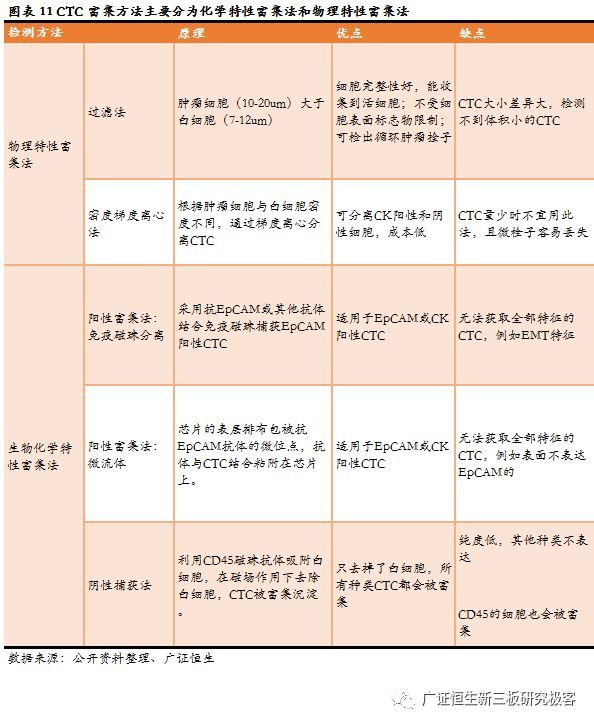 图表 11 CTC 富集方法主要分为化学特性富集法和物理特性富集法
检测方法 原理 优点 缺点
物理特性富
集法
过滤法
肿瘤细胞（10-20um）大于
白细胞（7-12um）
细胞完整性好，能收
集到活细胞；不受细
胞表面标志物限制；
可检出循环肿瘤栓子
CTC大小差异大，检测
不到体积小的CTC
密度梯度离心
法
根据肿瘤细胞与白细胞密
度不同，通过梯度离心分
离CTC
可分离CK阳性和阴
性细胞，成本低
CTC量少时不宜用此
法，且微栓子容易丢失
生物化学特
性富集法
阳性富集法：
免疫磁珠分离
采用抗EpCAM或其他抗体
结合免疫磁珠捕获EpCAM
阳性CTC
适用于EpCAM或CK
阳性CTC
无法获取全部特征的
CTC，例如EMT特征
阳性富集法：
微流体
芯片的表层排布包被抗
EpCAM抗体的微位点，抗
体与CTC结合粘附在芯片
上。
适用于EpCAM或CK
阳性CTC
无法获取全部特征的
CTC，例如表面不表达
EpCAM的
阴性捕获法
利用CD45磁珠抗体吸附白
细胞，在磁场作用下去除
白细胞，CTC被富集沉淀
。
只去掉了白细胞，所
有种类CTC都会被富
集
纯度低，其他种类不表
达
CD45的细胞也会被富
集
数据来源：公开资料整理、广证恒生
广证恒生新三板研究极客